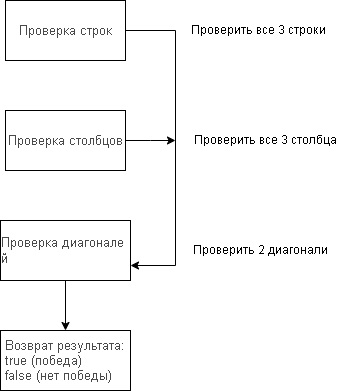 Проверка строк
Проверить все 3 строки
Проверка столбцов
Проверить все 3 столбца
Проверка диагонале
й
Проверить 2 диагонали
Возврат результата:
true (победа)
false (нет победы)